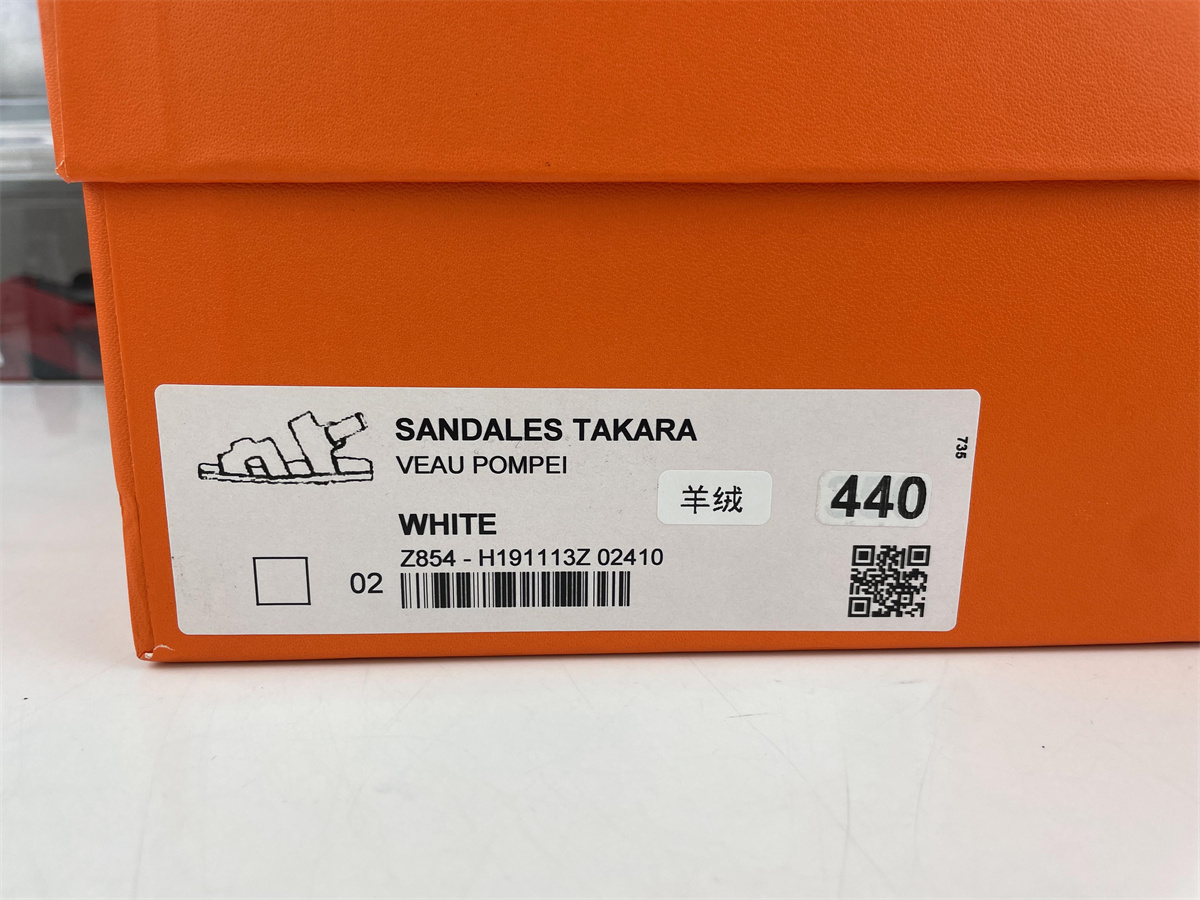 SANDALES TAKARA
VEAU POMPEI
735
羊绒
440
WHITE
Z854 - H191113Z 02410
02